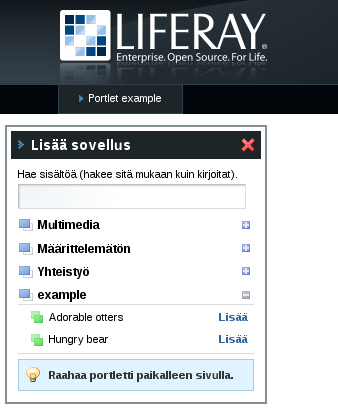 LIFERAY®
Enterprise. Open Source. For Life.
Portlet example
Lisää sovellus
Hae sisältöä (hakee sitä mukaan kuin kirjoitat).
Multimedia
Määrittelemätön
Yhteistyö
example
Adorable otters Lisää
Hungry bear Lisää
Raahaa portletti paikalleen sivulla.